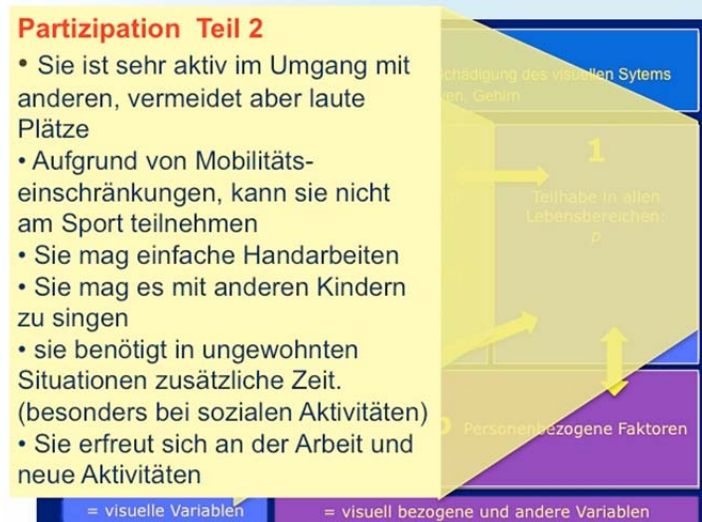 Partizipation Teil 2
• Sie ist sehr aktiv im Umgang mit
anderen, vermeidet aber laute
Plätze
• Aufgrund von Mobilitäts-
einschränkungen, kann sie nicht
am Sport teilnehmen
• Sie mag einfache Handarbeiten
• Sie mag es mit anderen Kindern
zu singen
• sie benötigt in ungewohnten
Situationen zusätzliche Zeit.
(besonders bei sozialen Aktivitäten)
• Sie erfreut sich an der Arbeit und
neue Aktivitäten
chädigung des visuellen Sytems
ven, Gehirn
1
Teilhabe in allen
Lebensbereichen:
p
Personenbezogene Faktoren
= visuelle Variablen
= visuell bezogene und andere Variablen